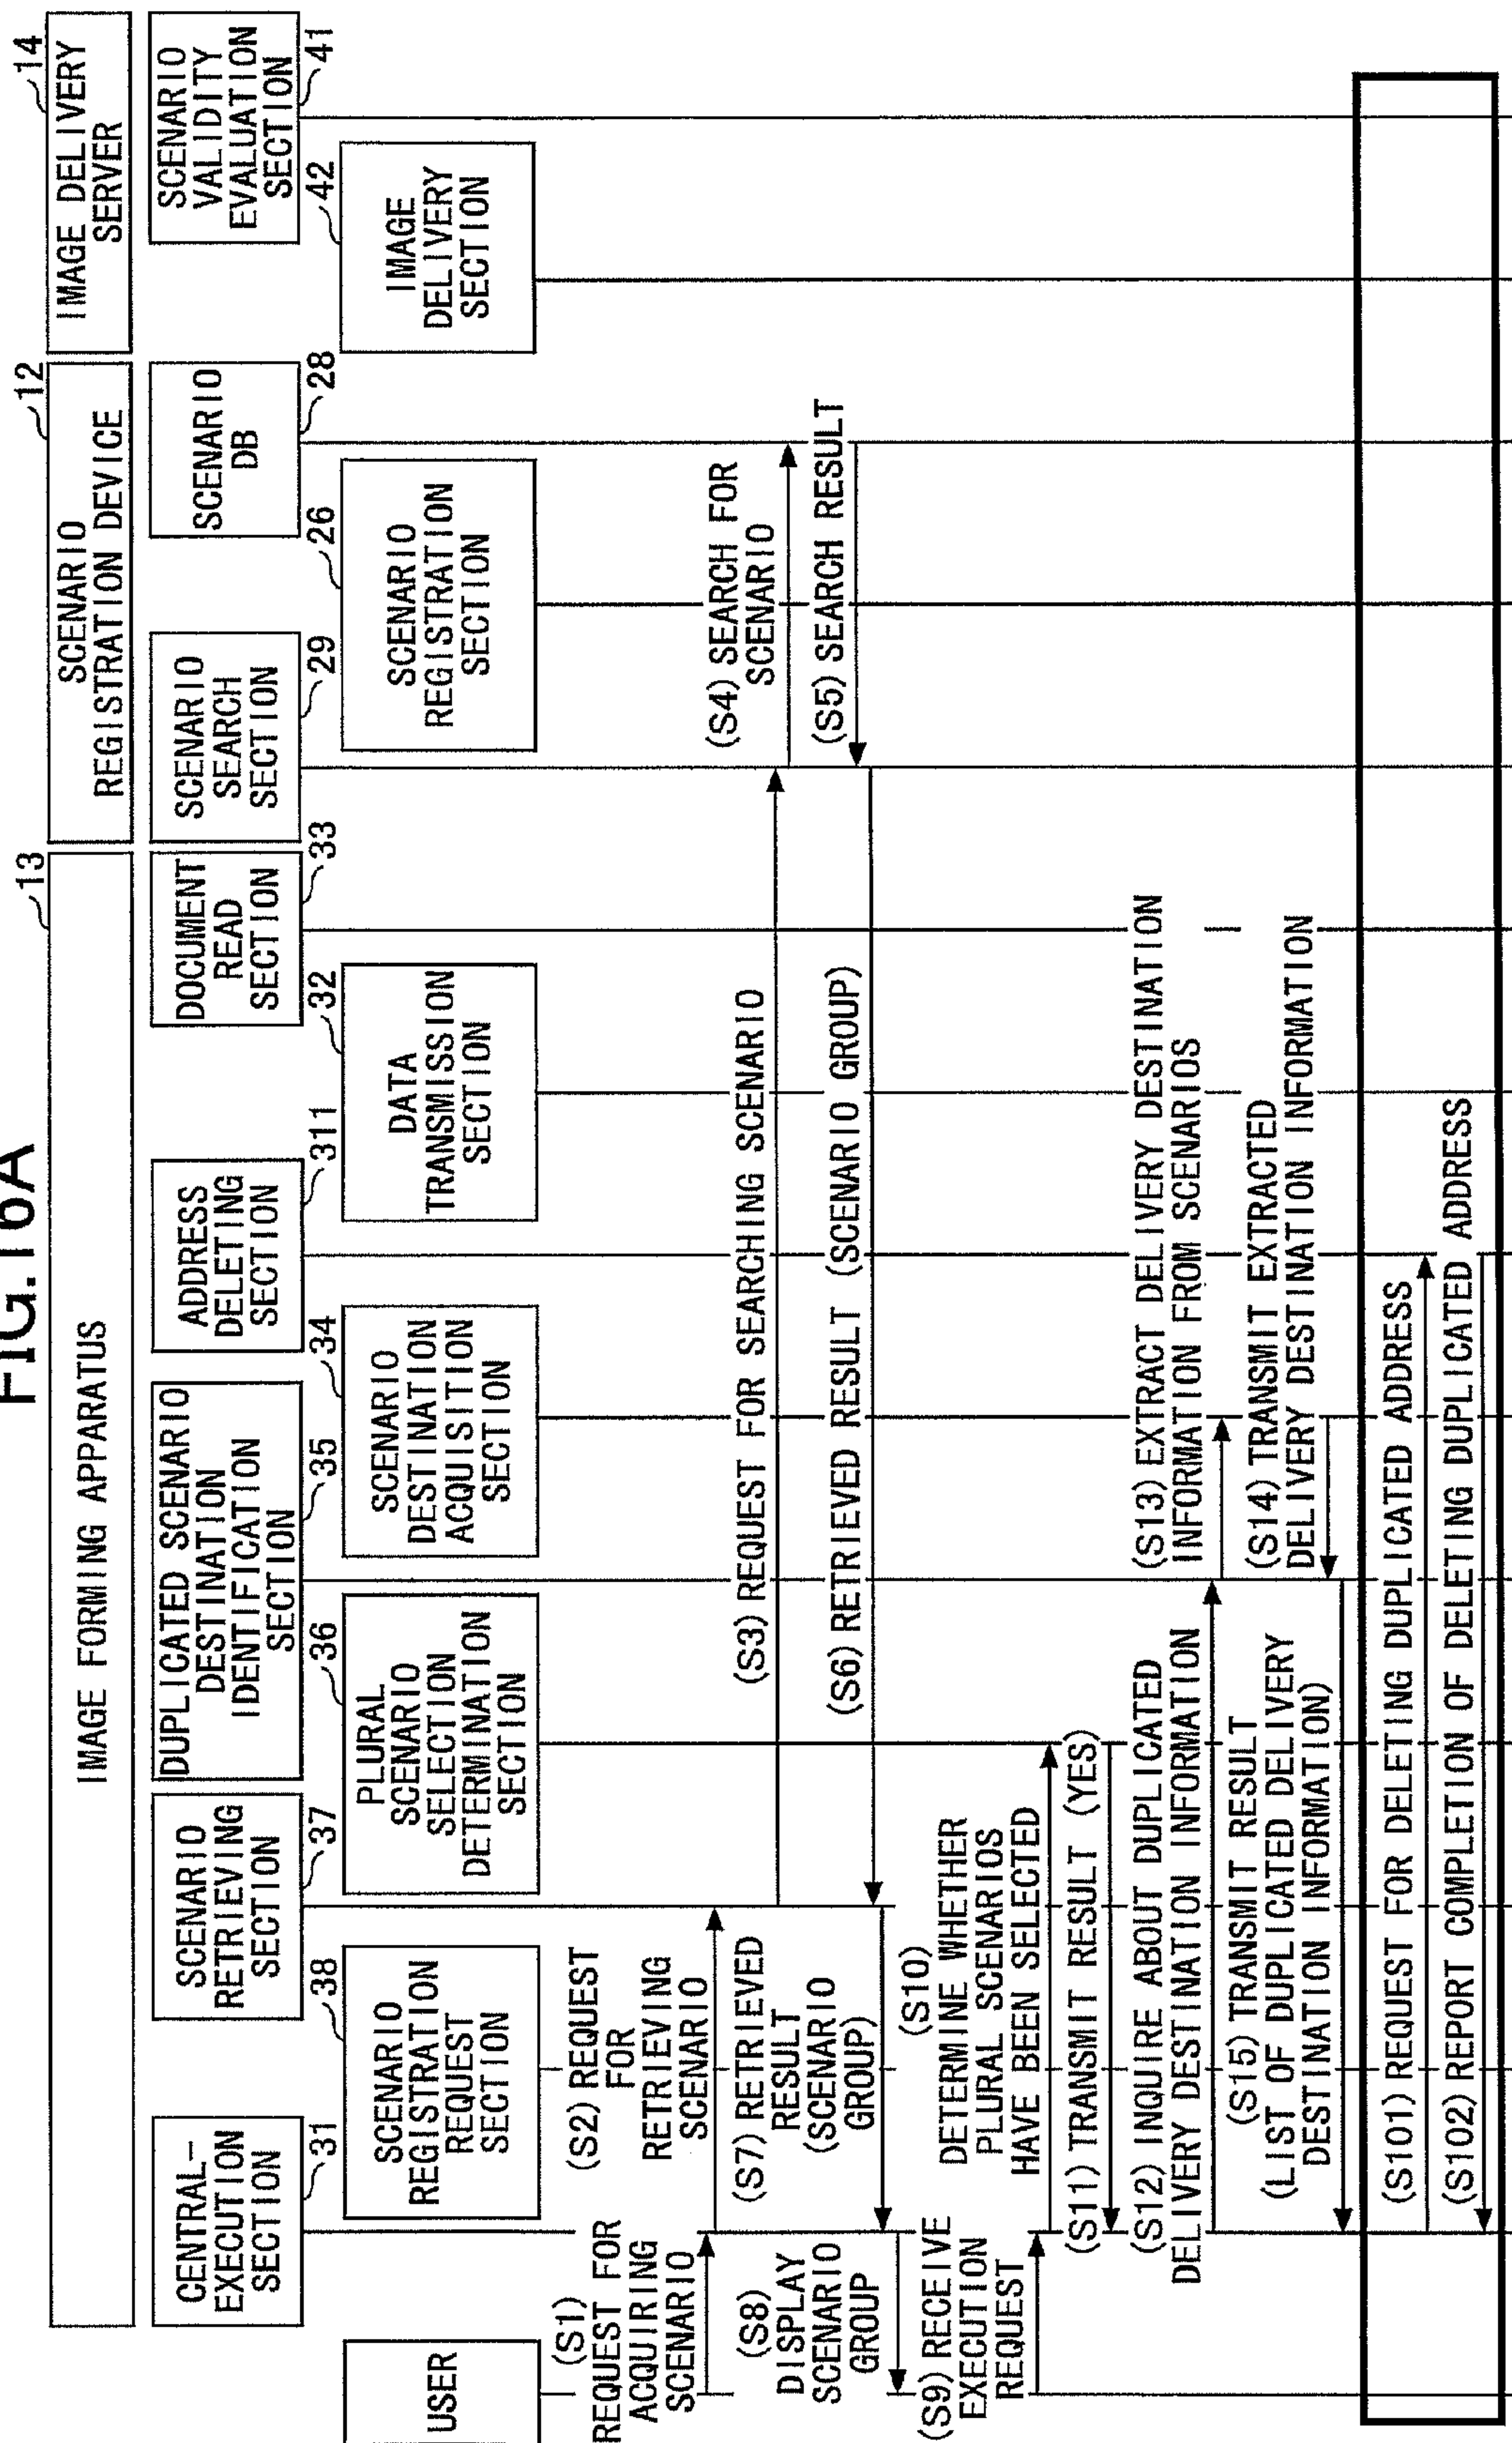 FIG.16A
IMAGE FORMING APPARATUS
13
SCENARIO
REGISTRATION DEVICE
12
IMAGE DELIVERY
SERVER
14
CENTRAL-
EXECUTION
SECTION
31
SCENARIO
RETRIEVING
SECTION
37
DUPLICATED SCENARIO
DESTINATION
IDENTIFICATION
SECTION
35
ADDRESS
DELETING
SECTION
311
DOCUMENT
READ
SECTION
33
SCENARIO
SEARCH
SECTION
29
SCENARIO
DB
28
SCENARIO
VALIDITY
EVALUATION
SECTION
41
USER
SCENARIO
REGISTRATION
REQUEST
SECTION
38
PLURAL
SCENARIO
SELECTION
DETERMINATION
SECTION
36
SCENARIO
DESTINATION
ACQUISITION
SECTION
34
DATA
TRANSMISSION
SECTION
32
SCENARIO
REGISTRATION
SECTION
26
IMAGE
DELIVERY
SECTION
42
(S1)
REQUEST FOR
ACQUIRING
SCENARIO
(S2) REQUEST
FOR
RETRIEVING
SCENARIO
(S3) REQUEST FOR SEARCHING SCENARIO
(S4) SEARCH FOR
SCENARIO
(S5) SEARCH RESULT
(S6) RETRIEVED RESULT (SCENARIO GROUP)
(S7) RETRIEVED
RESULT
(SCENARIO
GROUP)
(S8)
DISPLAY
SCENARIO
GROUP
(S9) RECEIVE
EXECUTION
REQUEST
(S10)
DETERMINE WHETHER
PLURAL SCENARIOS
HAVE BEEN SELECTED
(S11) TRANSMIT RESULT (YES)
(S12) INQUIRE ABOUT DUPLICATED
DELIVERY DESTINATION INFORMATION
(S13) EXTRACT DELIVERY DESTINATION
INFORMATION FROM SCENARIOS
(S14) TRANSMIT EXTRACTED
DELIVERY DESTINATION INFORMATION
(S15) TRANSMIT RESULT
(LIST OF DUPLICATED DELIVERY
DESTINATION INFORMATION)
(S101) REQUEST FOR DELETING DUPLICATED ADDRESS
(S102) REPORT COMPLETION OF DELETING DUPLICATED ADDRESS